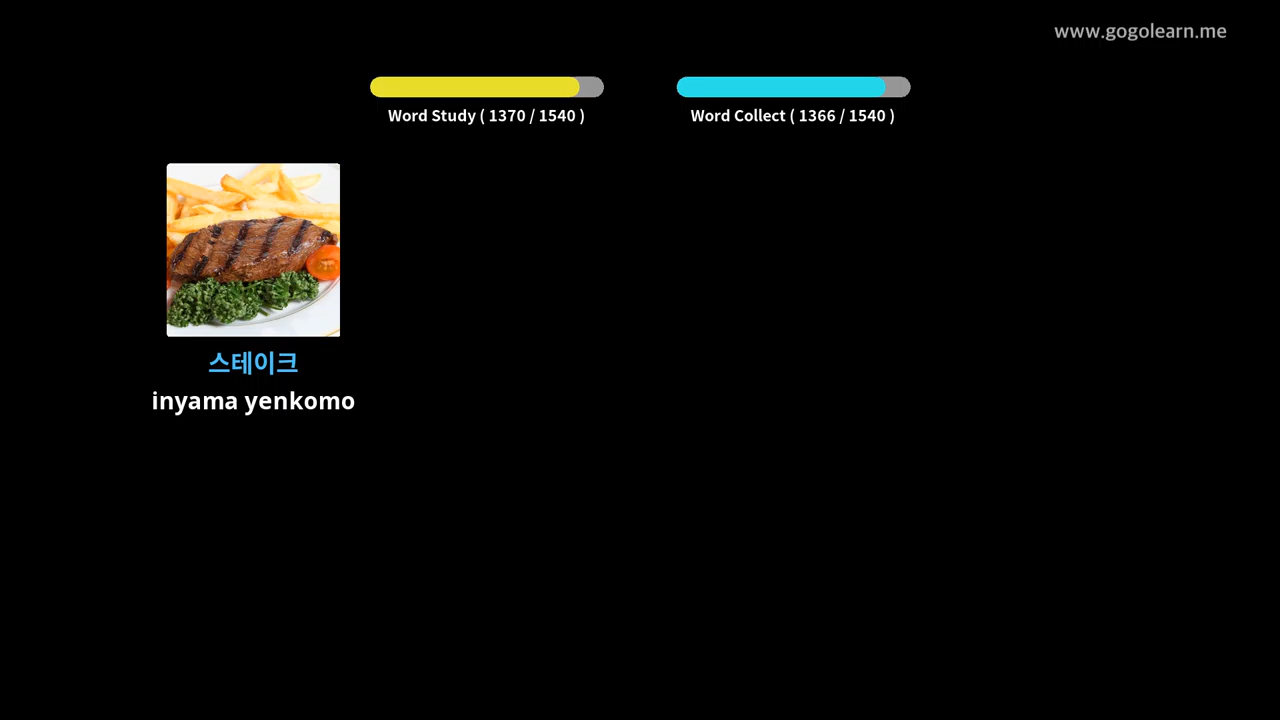 www.gogolearn.me
Word Study ( 1370 / 1540 )
Word Collect ( 1366 / 1540 )
스테이크
inyama yenkomo